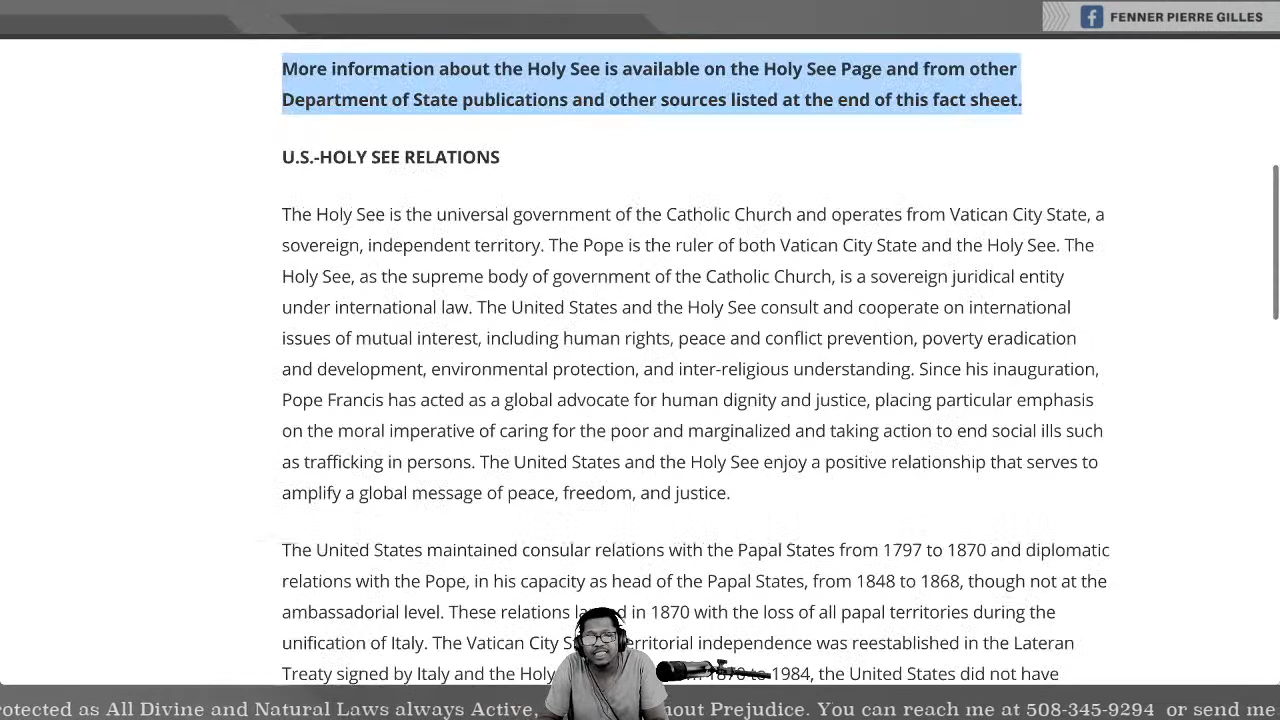 FENNER PIERRE GILLES
More information about the Holy See is available on the Holy See Page and from other
Department of State publications and other sources listed at the end of this fact sheet.
U.S.-HOLY SEE RELATIONS
The Holy See is the universal government of the Catholic Church and operates from Vatican City State, a
sovereign, independent territory. The Pope is the ruler of both Vatican City State and the Holy See. The
Holy See, as the supreme body of government of the Catholic Church, is a sovereign juridical entity
under international law. The United States and the Holy See consult and cooperate on international
issues of mutual interest, including human rights, peace and conflict prevention, poverty eradication
and development, environmental protection, and inter-religious understanding. Since his inauguration,
Pope Francis has acted as a global advocate for human dignity and justice, placing particular emphasis
on the moral imperative of caring for the poor and marginalized and taking action to end social ills such
as trafficking in persons. The United States and the Holy See enjoy a positive relationship that serves to
amplify a global message of peace, freedom, and justice.
The United States maintained consular relations with the Papal States from 1797 to 1870 and diplomatic
relations with the Pope, in his capacity as head of the Papal States, from 1848 to 1868, though not at the
ambassadorial level. These relations in 1870 with the loss of all papal territories during the
unification of Italy. The Vatican City independence was reestablished in the Lateran
Treaty signed by Italy and the Holy 1984, the United States did not have
All Divine and Natural Laws always Active, Prejudice. You can reach me at 508-345-9294 or send me